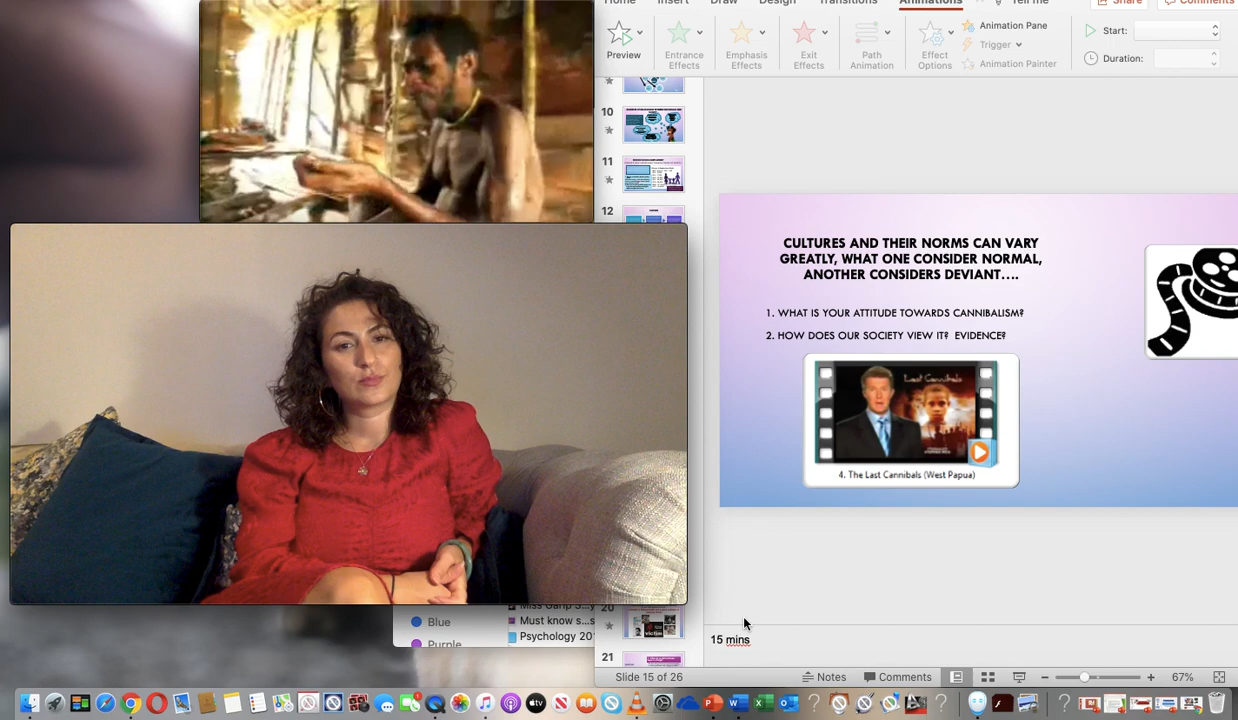 Home Insert Draw Design Transitions Animations Tell me Share Comments
Preview
Entrance
Effects
Emphasis
Effects
Exit
Effects
Path
Animation
Effect
Options
Animation Pane
Trigger
Animation Painter
Start:
Duration:
10
11
12
CULTURES AND THEIR NORMS CAN VARY
GREATLY, WHAT ONE CONSIDER NORMAL,
ANOTHER CONSIDERS DEVIANT....
1. WHAT IS YOUR ATTITUDE TOWARDS CANNIBALISM?
2. HOW DOES OUR SOCIETY VIEW IT? EVIDENCE?
Last Cannibals
4. The Last Cannibals (West Papua)
20
21
Blue
Purple
Must know s...s
Psychology 20
victim
15 mins
Slide 15 of 26
Notes
Comments
67%
tv